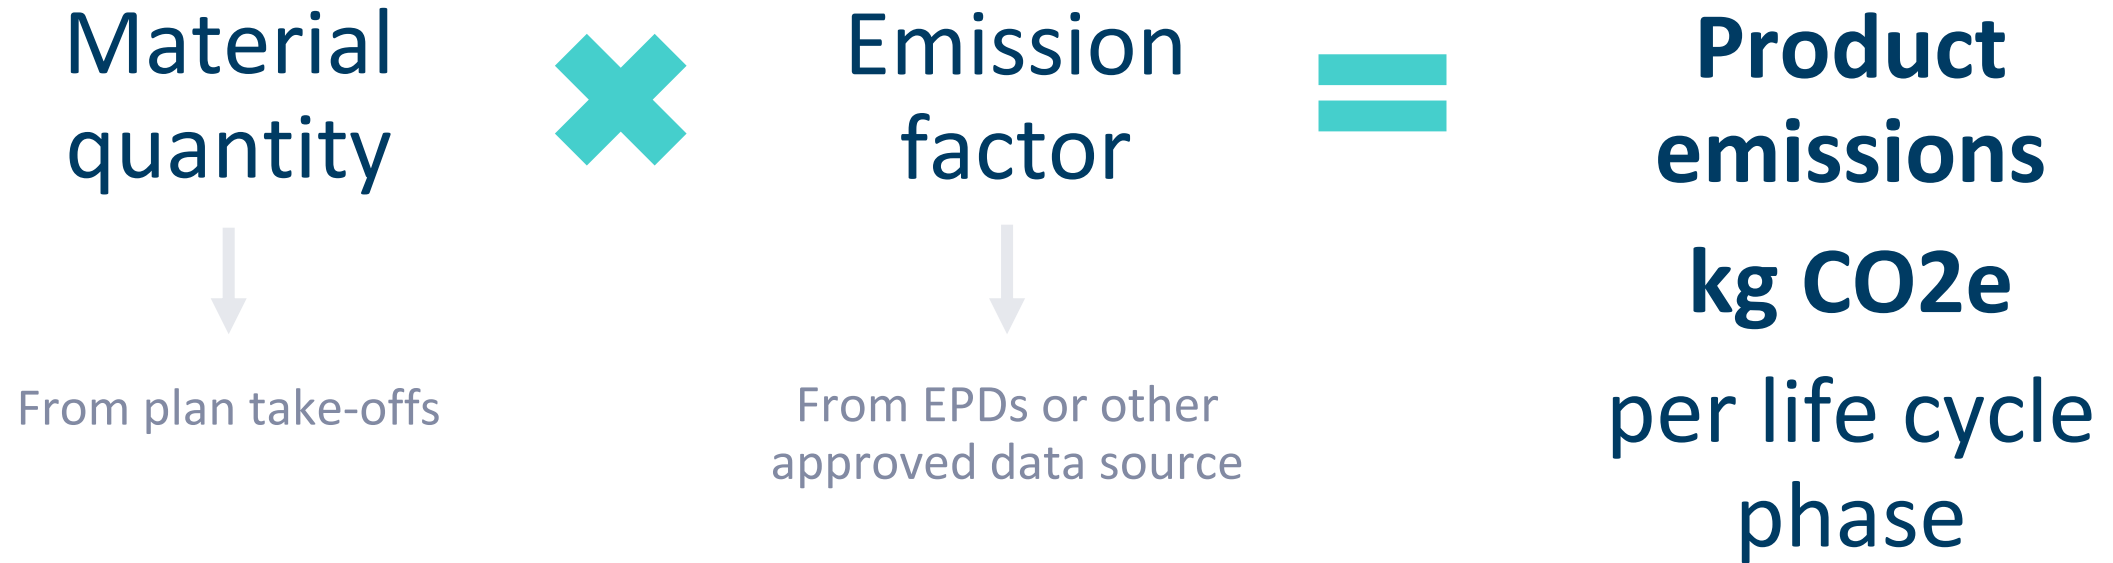 Material
quantity
Emission
factor
Product
emissions
kg CO2e
per life cycle
phase
From plan take-offs
From EPDs or other
approved data source